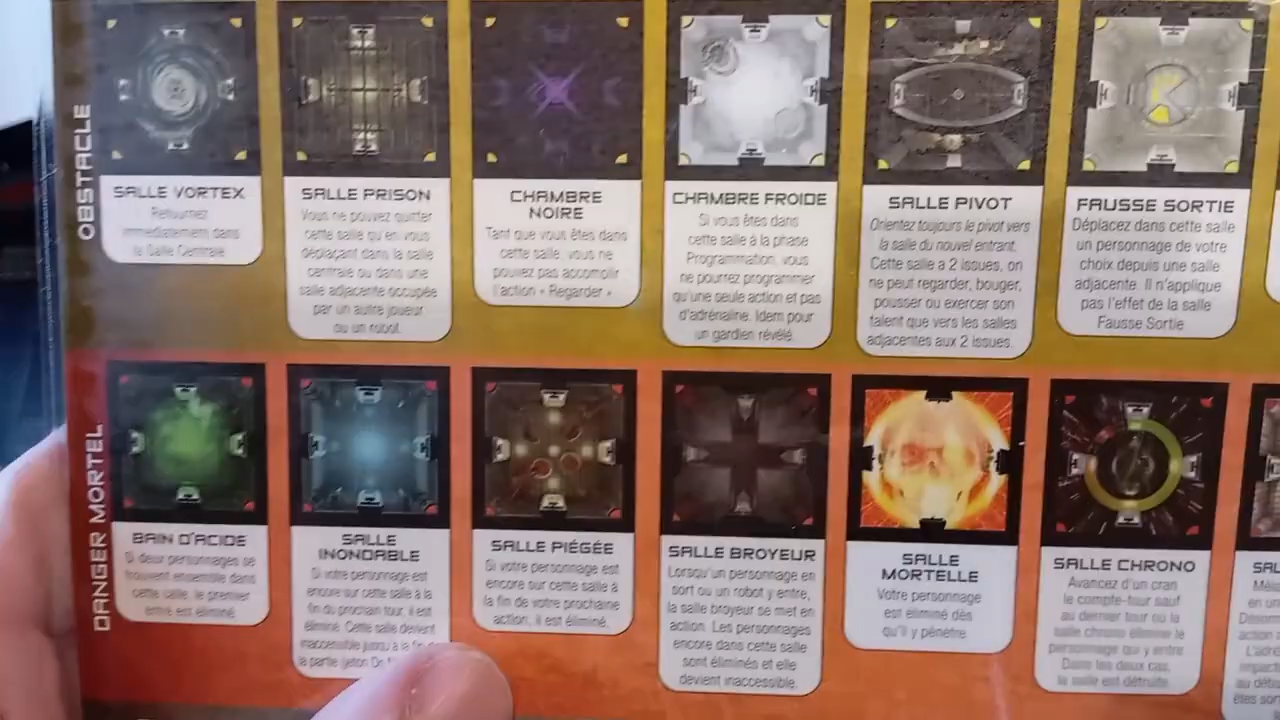 OBSTACLE
SALLE VORTEX
Retournez
immédiatement dans
la Salle Centrale
SALLE PRISON
Vous ne pouvez quitter
cette salle qu'en vous
déplaçant dans la salle
centrale ou dans une
salle adjacente occupée
par un autre joueur
ou un robot.
CHAMBRE
NOIRE
Tant que vous êtes dans
cette salle, vous ne
pouvez pas accomplir
l'action « Regarder »
CHAMBRE FROIDE
Si vous êtes dans
cette salle à la phase
Programmation, vous
ne pourrez programmer
qu'une seule action et pas
d'adrénaline. Idem pour
un gardien révélé.
SALLE PIVOT
Orientez toujours le pivot vers
la salle du nouvel entrant.
Cette salle a 2 issues, on
ne peut regarder, bouger,
pousser ou exercer son
talent que vers les salles
adjacentes aux 2 issues.
FAUSSE SORTIE
Déplacez dans cette salle
un personnage de votre
choix depuis une salle
adjacente. Il n'applique
pas l'effet de la salle
Fausse Sortie
DANGER MORTEL
BAIN D'ACIDE
Si deux personnages se
trouvent ensemble dans
cette salle, le premier
entré est éliminé.
SALLE
INONDABLE
Si votre personnage est
encore sur cette salle à la
fin du prochain tour, il est
éliminé. Cette salle devient
inaccessible jusqu'à la
la partie (jeton
SALLE PIÉGÉE
Si votre personnage est
encore sur cette salle à
la fin de votre prochaine
action, il est éliminé.
SALLE BROYEUR
Lorsqu'un personnage en
sort ou un robot y entre,
la salle broyeur se met en
action. Les personnages
encore dans cette salle
sont éliminés et elle
devient inaccessible.
SALLE
MORTELLE
Votre personnage
est éliminé dès
qu'il y pénètre.
SALLE CHRONO
Avancez d'un cran
le compte-tour sauf
au dernier tour où la
salle chrono élimine le
personnage qui y entre
Dans les deux cas,
la salle est détruite.